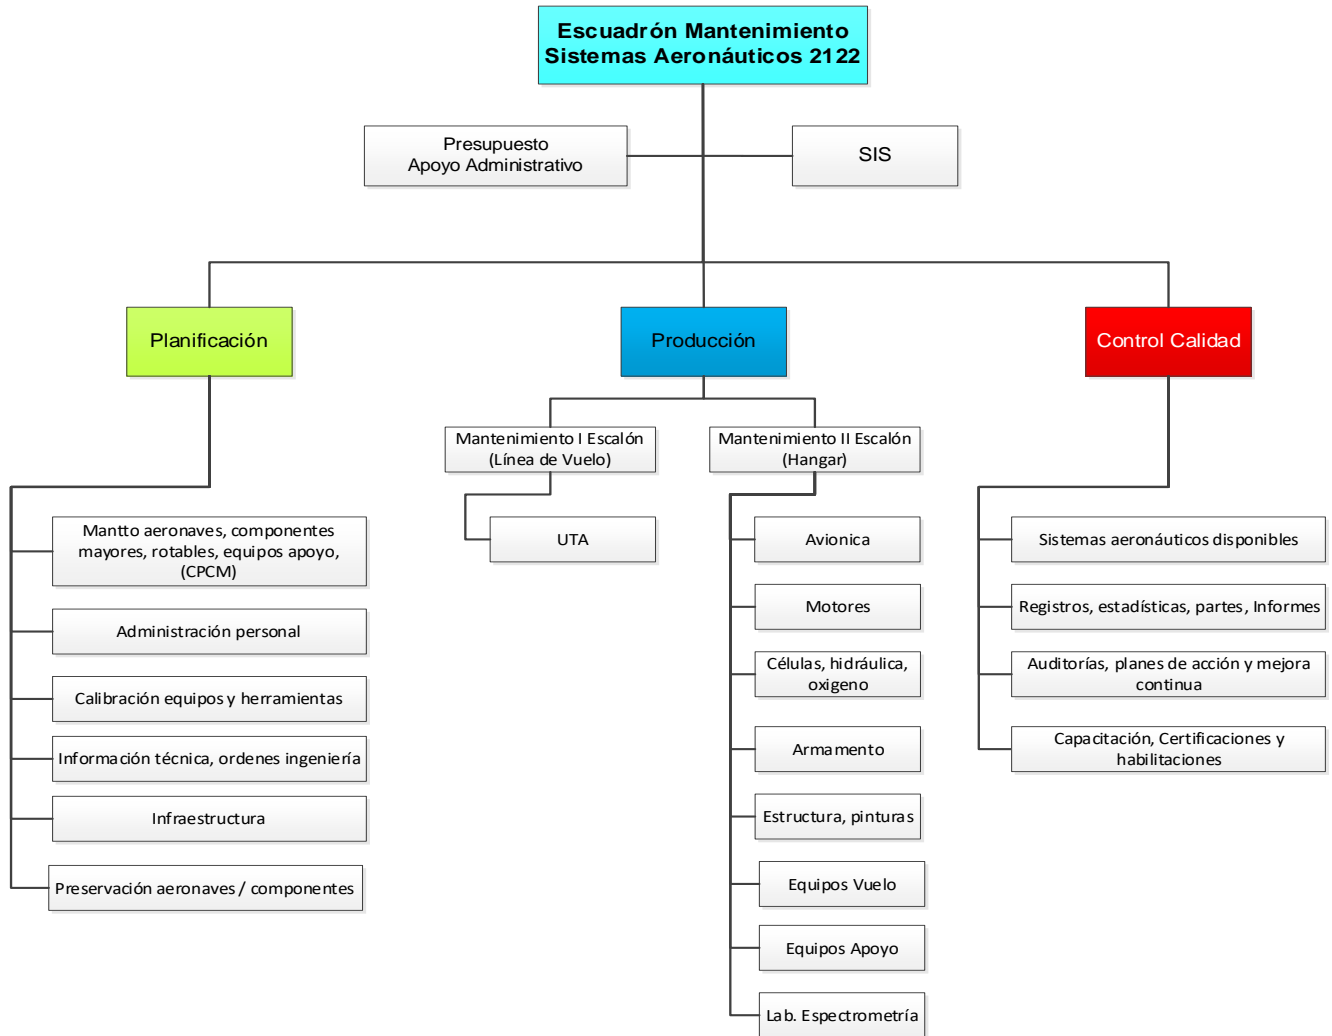 Escuadrón Mantenimiento
Sistemas Aeronáuticos 2122
Presupuesto
Apoyo Administrativo
SIS
Planificación
Producción
Control Calidad
Mantenimiento I Escalón
(Línea de Vuelo)
Mantenimiento II Escalón
(Hangar)
Mantto aeronaves, componentes
mayores, rotables, equipos apoyo,
(CPCM)
Administración personal
Calibración equipos y herramientas
Información técnica, ordenes ingeniería
Infraestructura
Preservación aeronaves / componentes
UTA
Avionica
Motores
Células, hidráulica,
oxigeno
Armamento
Estructura, pinturas
Equipos Vuelo
Equipos Apoyo
Lab. Espectrometría
Sistemas aeronáuticos disponibles
Registros, estadísticas, partes, Informes
Auditorías, planes de acción y mejora
continua
Capacitación, Certificaciones y
habilitaciones